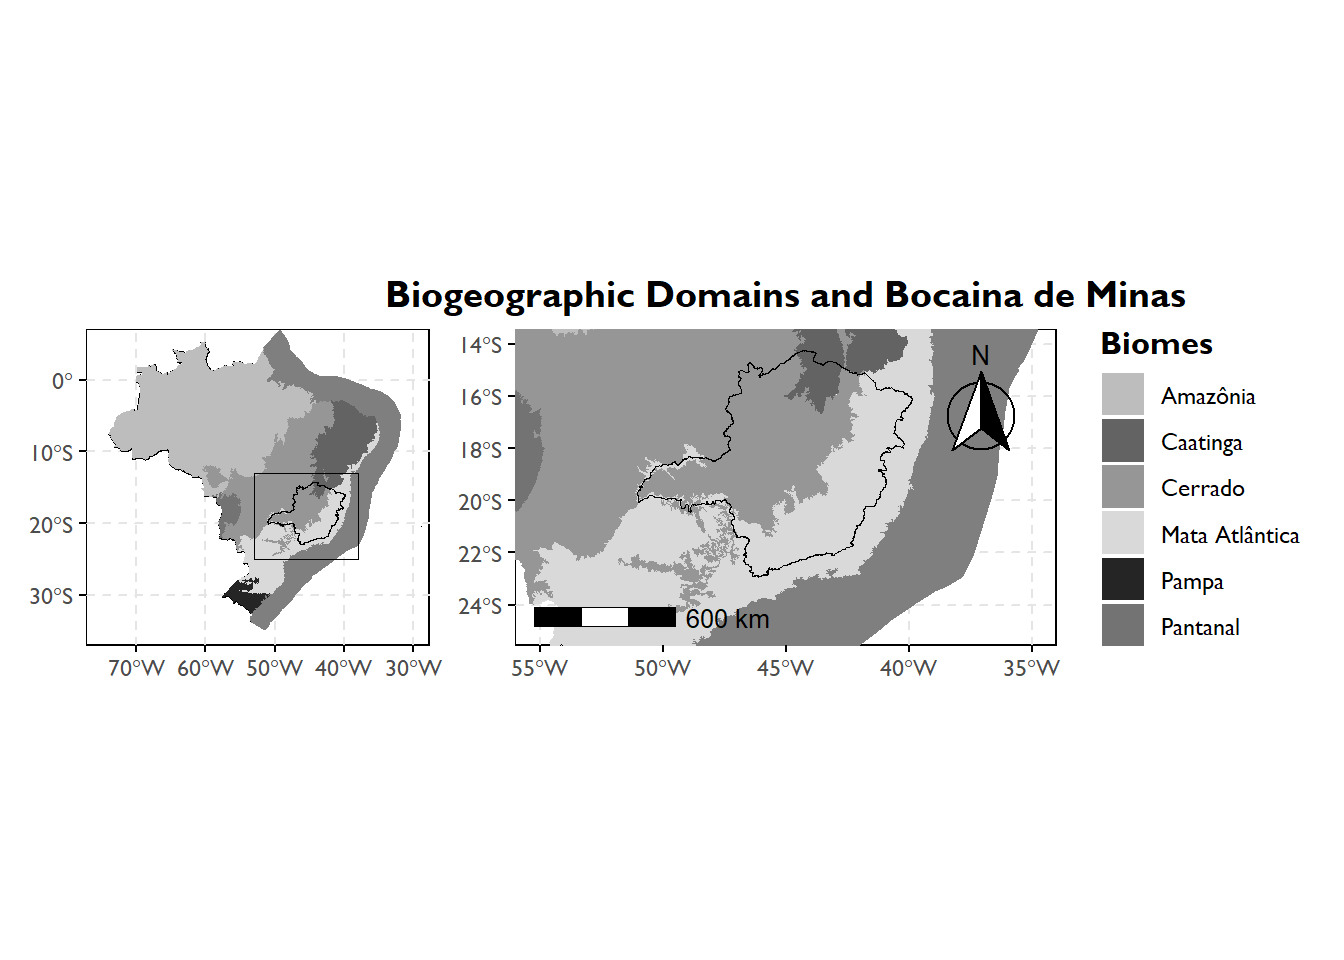 Biogeographic Domains and Bocaina de Minas
0°
10°S
20°S
30°S
70°W 60°W 50°W 40°W 30°W
14°S
16°S
18°S
20°S
22°S
24°S
55°W 50°W 45°W 40°W 35°W
N
600 km
Biomes
Amazônia
Caatinga
Cerrado
Mata Atlântica
Pampa
Pantanal